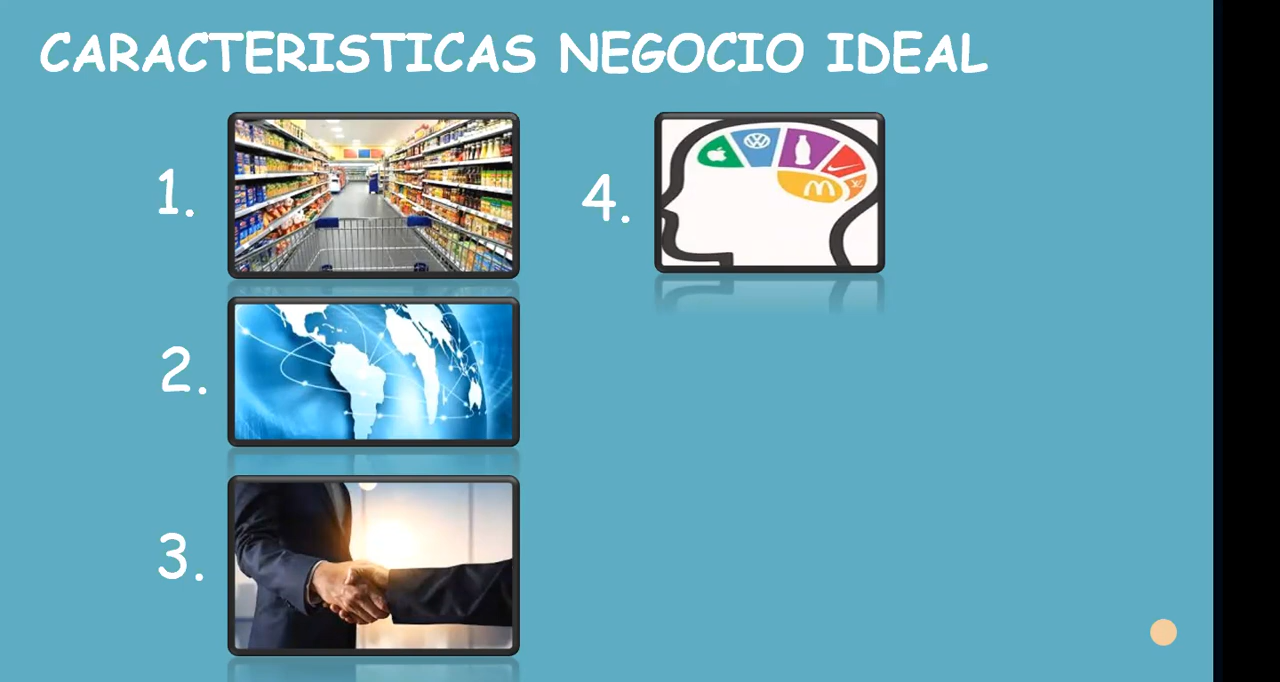 CARACTERISTICAS NEGOCIO IDEAL
1.
2.
3.
4.